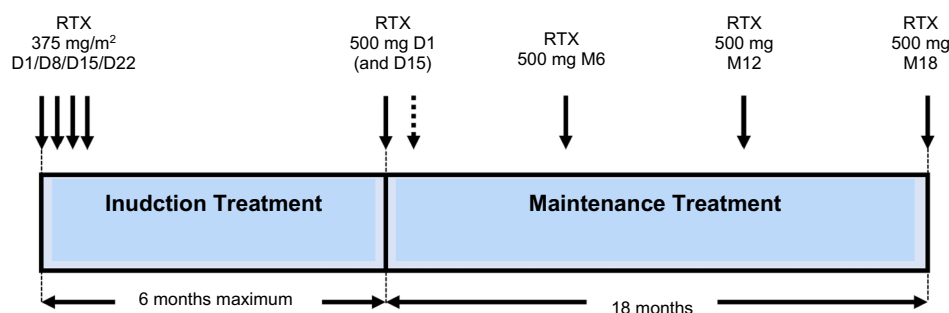 RTX
375 mg/m²
D1/D8/D15/D22
RTX
500 mg D1
(and D15)
RTX
500 mg M6
RTX
500 mg
M12
RTX
500 mg
M18
Inudction Treatment
Maintenance Treatment
6 months maximum
18 months